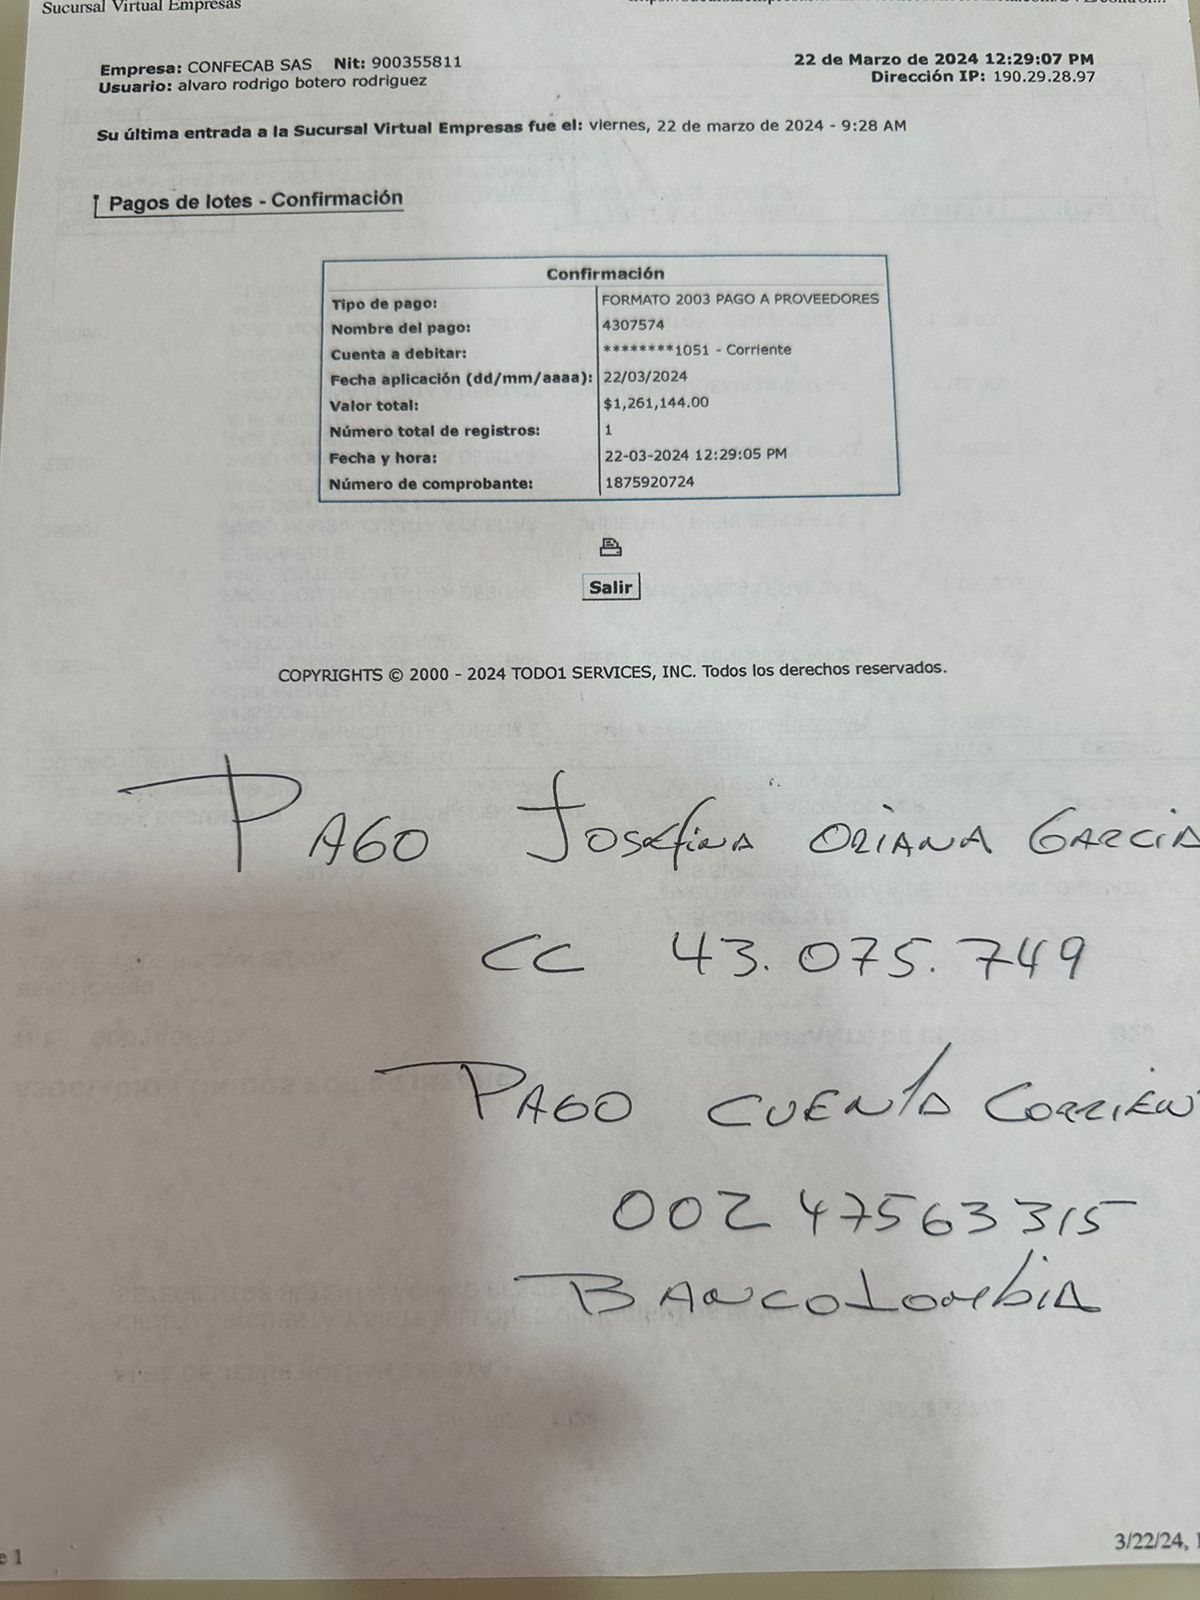 Sucursal Virtual Empresas
Empresa: CONFECAB SAS Nit: 900355811
Usuario: alvaro rodrigo botero rodriguez
22 de Marzo de 2024 12:29:07 PM
Dirección IP: 190.29.28.97
Su última entrada a la Sucursal Virtual Empresas fue el: viernes, 22 de marzo de 2024 - 9:28 AM
Pagos de lotes - Confirmación
Confirmación
Tipo de pago: FORMATO 2003 PAGO A PROVEEDORES
Nombre del pago: 4307574
Cuenta a debitar: ********1051 - Corriente
Fecha aplicación (dd/mm/aaaa): 22/03/2024
Valor total: $1,261,144.00
Número total de registros: 1
Fecha y hora: 22-03-2024 12:29:05 PM
Número de comprobante: 1875920724
Salir
COPYRIGHTS © 2000 - 2024 TODO1 SERVICES, INC. Todos los derechos reservados.
PAGO Josefina ORIANA GARCIA
CC 43.075.749
PAGO CUENTA CORRIENT
002 47563315
BANCOLOMBIA
e 1
3/22/24, 1